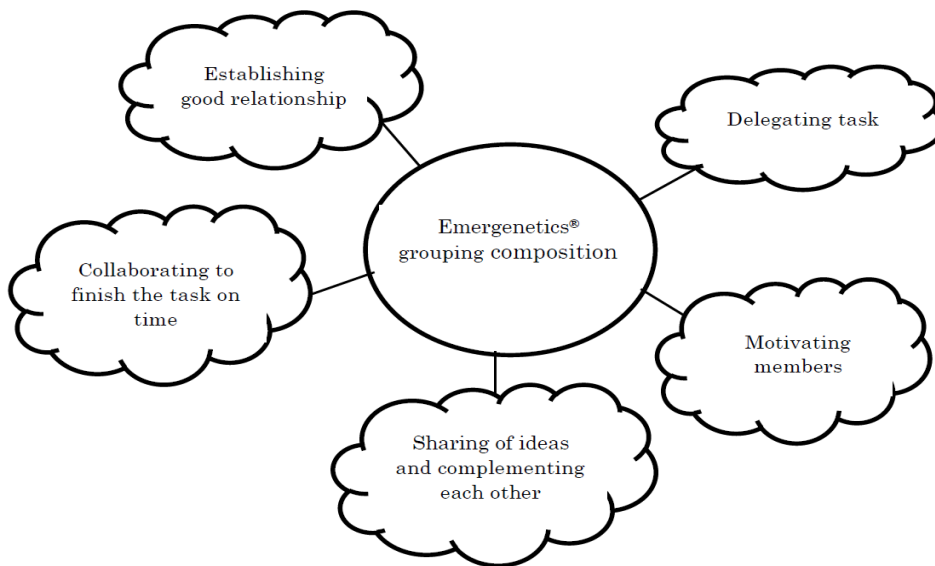 Establishing
good relationship
Delegating task
Emergenetics®
grouping composition
Collaborating to
finish the task on
time
Motivating
members
Sharing of ideas
and complementing
each other